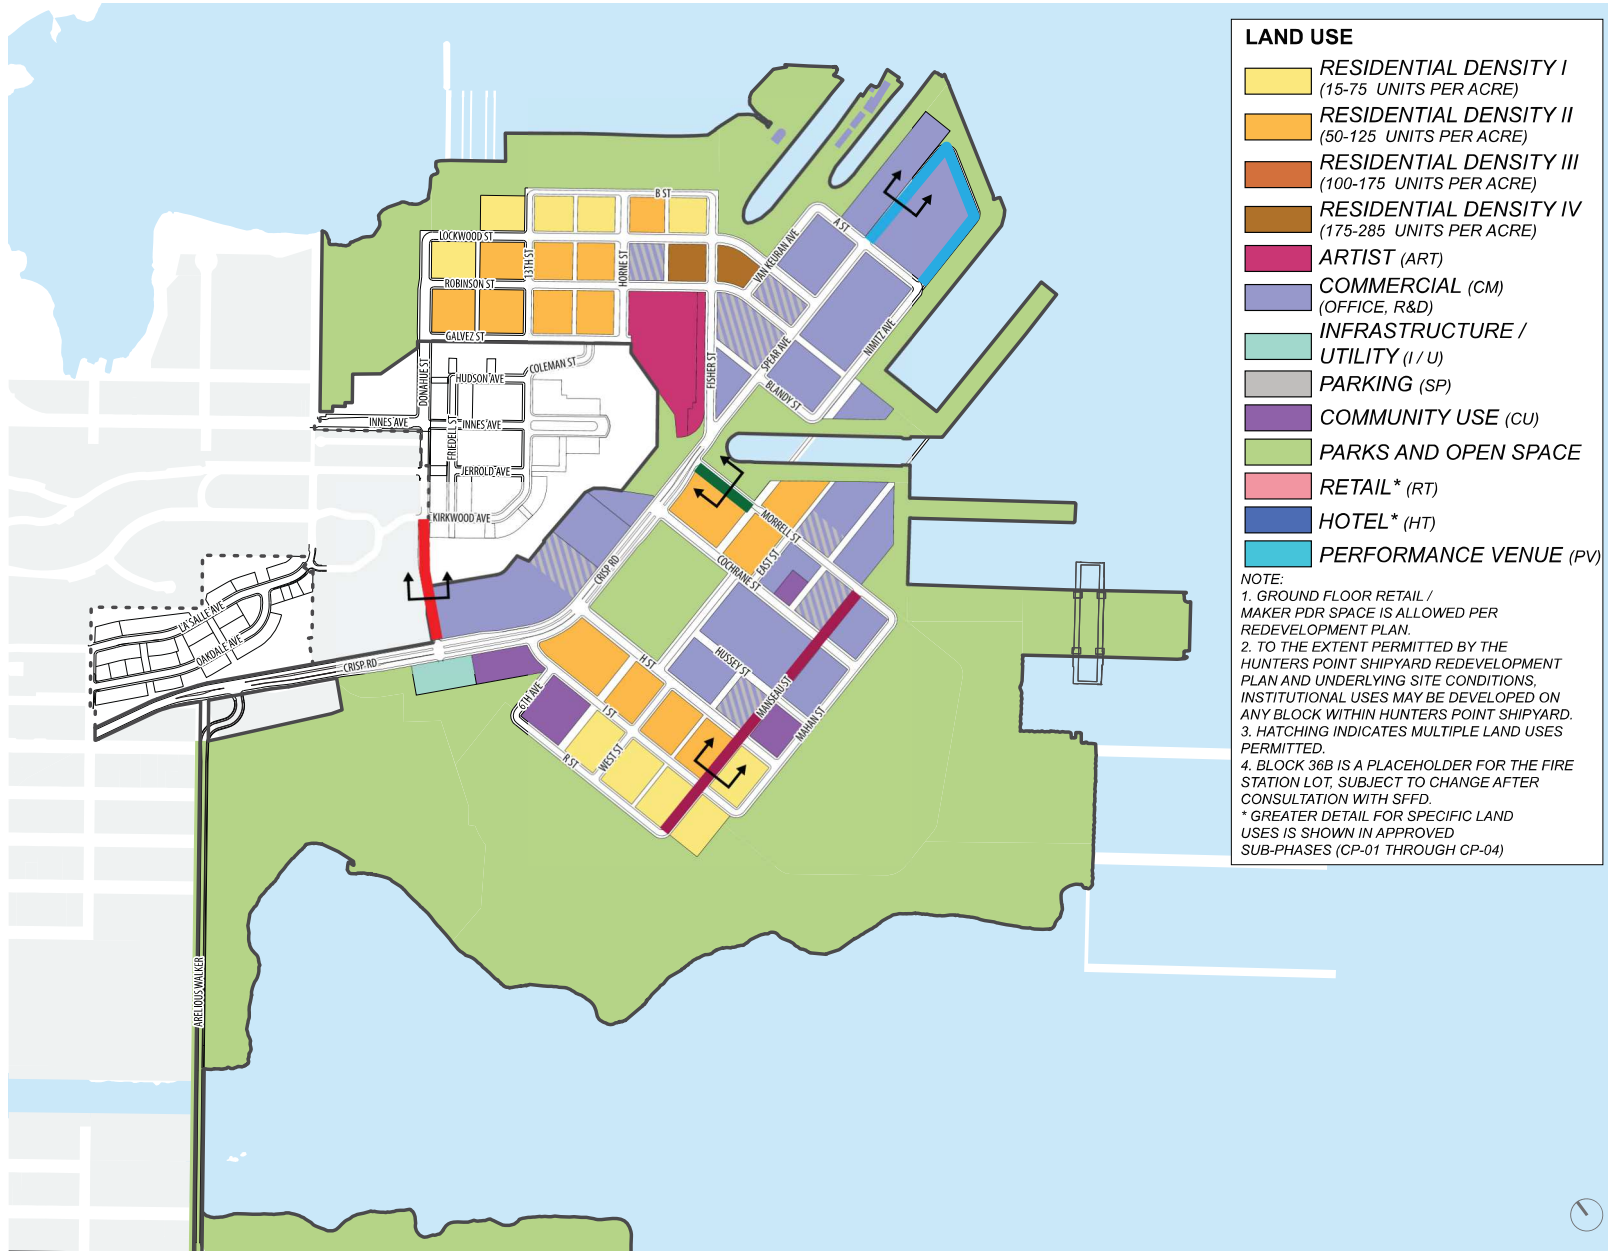 LAND USE
RESIDENTIAL DENSITY I
(15-75 UNITS PER ACRE)
RESIDENTIAL DENSITY II
(50-125 UNITS PER ACRE)
RESIDENTIAL DENSITY III
(100-175 UNITS PER ACRE)
RESIDENTIAL DENSITY IV
(175-285 UNITS PER ACRE)
ARTIST (ART)
COMMERCIAL (CM)
(OFFICE, R&D)
INFRASTRUCTURE /
UTILITY (I / U)
PARKING (SP)
COMMUNITY USE (CU)
PARKS AND OPEN SPACE
RETAIL* (RT)
HOTEL* (HT)
PERFORMANCE VENUE (PV)
NOTE:
1. GROUND FLOOR RETAIL /
MAKER PDR SPACE IS ALLOWED PER
REDEVELOPMENT PLAN.
2. TO THE EXTENT PERMITTED BY THE
HUNTERS POINT SHIPYARD REDEVELOPMENT
PLAN AND UNDERLYING SITE CONDITIONS,
INSTITUTIONAL USES MAY BE DEVELOPED ON
ANY BLOCK WITHIN HUNTERS POINT SHIPYARD.
3. HATCHING INDICATES MULTIPLE LAND USES
PERMITTED.
4. BLOCK 36B IS A PLACEHOLDER FOR THE FIRE
STATION LOT, SUBJECT TO CHANGE AFTER
CONSULTATION WITH SFFD.
* GREATER DETAIL FOR SPECIFIC LAND
USES IS SHOWN IN APPROVED
SUB-PHASES (CP-01 THROUGH CP-04)
B ST
LOCKWOOD ST
13TH ST
HORNE ST
ROBINSON ST
GALVEZ ST
A ST
VAN KEURAN AVE
SPEAR AVE
NIMITZ AVE
BLANDY ST
FISHER ST
COLEMAN ST
HUDSON AVE
DONAHUE ST
INNES AVE
INNES AVE
FRIEDELL ST
JERROLD AVE
KIRKWOOD AVE
MORRELL ST
EAST ST
COCHRANE ST
CRISP RD
LA SALLE AVE
OAKDALE AVE
CRISP RD
H ST
HUSSEY ST
MANSEAU ST
MAHAN ST
6TH AVE
I ST
WEST ST
R ST
ARELIOUS WALKER